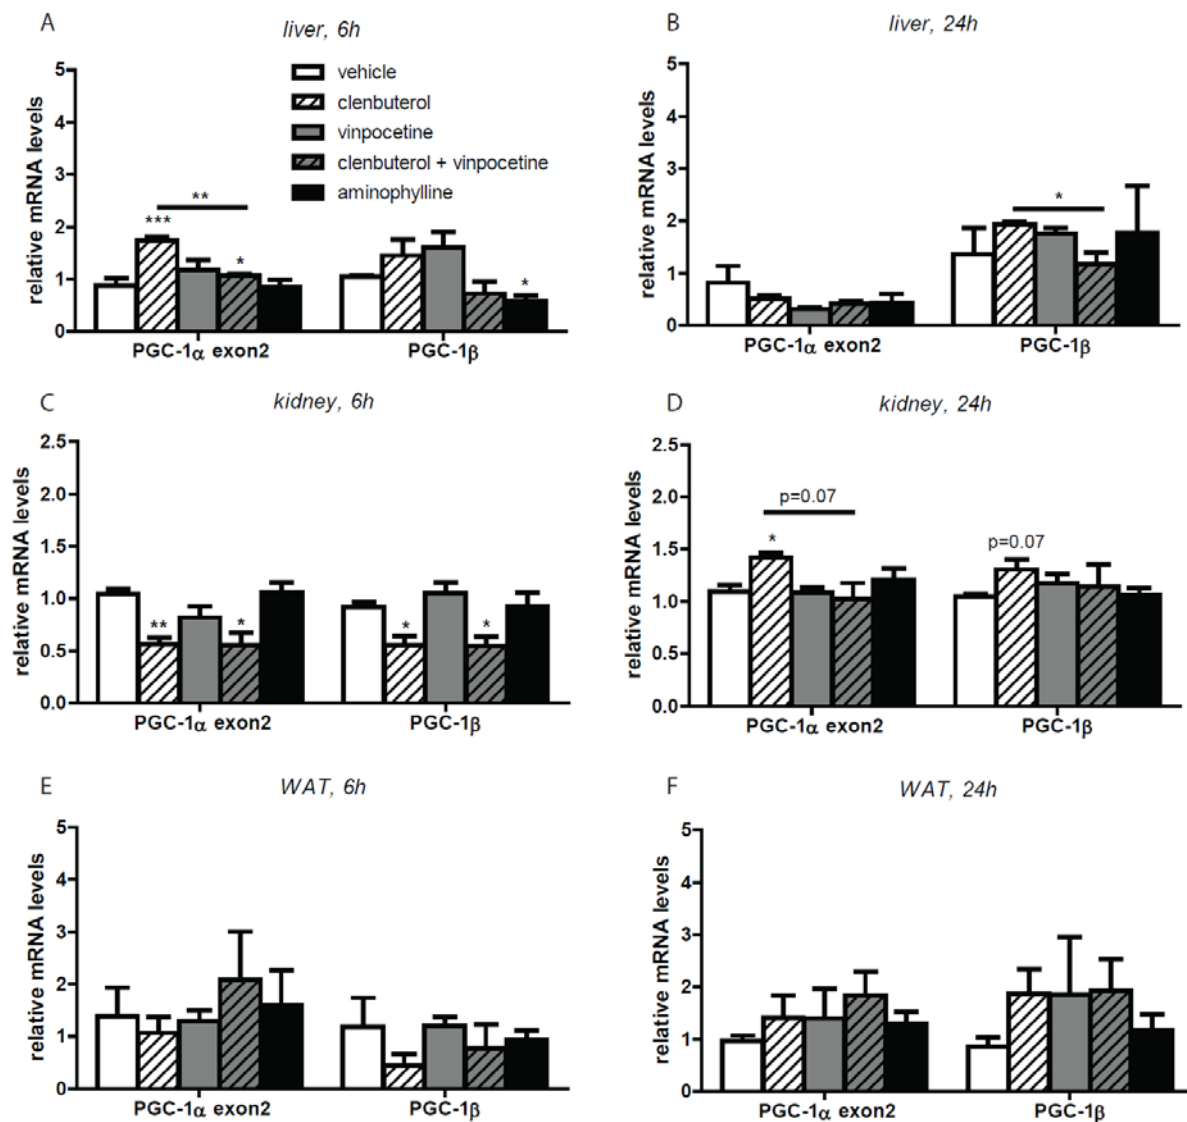 A
liver, 6h
relative mRNA levels
5
4
3
2
1
0
vehicle
clenbuterol
vinpocetine
clenbuterol + vinpocetine
aminophylline
***
**
*
*
PGC-1α exon2
PGC-1β
B
liver, 24h
relative mRNA levels
5
4
3
2
1
0
*
PGC-1α exon2
PGC-1β
C
kidney, 6h
relative mRNA levels
2.5
2.0
1.5
1.0
0.5
0.0
**
*
*
*
PGC-1α exon2
PGC-1β
D
kidney, 24h
relative mRNA levels
2.5
2.0
1.5
1.0
0.5
0.0
p=0.07
*
p=0.07
PGC-1α exon2
PGC-1β
E
WAT, 6h
relative mRNA levels
5
4
3
2
1
0
PGC-1α exon2
PGC-1β
F
WAT, 24h
relative mRNA levels
5
4
3
2
1
0
PGC-1α exon2
PGC-1β